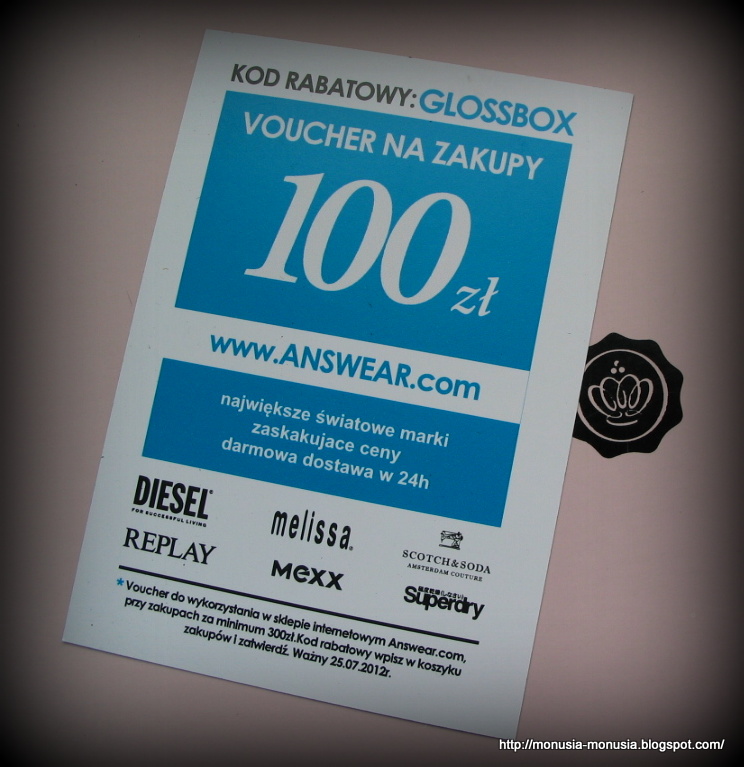 KOD RABATOWY: GLOSSBOX
VOUCHER NA ZAKUPY
100 zł
www.ANSWEAR.com
największe światowe marki
zaskakujace ceny
darmowa dostawa w 24h
DIESEL®
FOR SUCCESSFUL LIVING
melissa®
SCOTCH & SODA
AMSTERDAM COUTURE
REPLAY
mexx
Superdry
* Voucher do wykorzystania w sklepie internetowym Answear.com,
przy zakupach za minimum 300zł.Kod rabatowy wpisz w koszyku
zakupów i zatwierdź. Ważny 25.07.2012r.
http://monusia-monusia.blogspot.com/